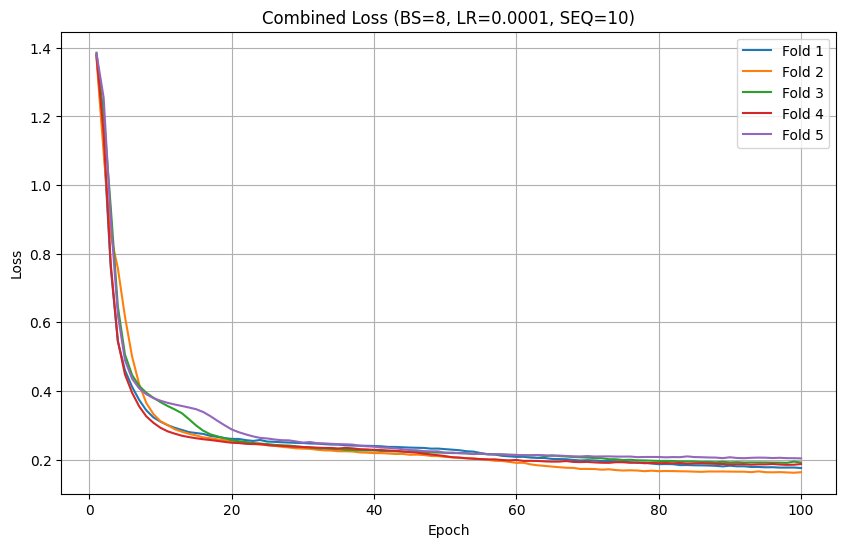 Combined Loss (BS=8, LR=0.0001, SEQ=10)
Fold 1
Fold 2
Fold 3
Fold 4
Fold 5
Loss
1.4
1.2
1.0
0.8
0.6
0.4
0.2
0 20 40 60 80 100
Epoch